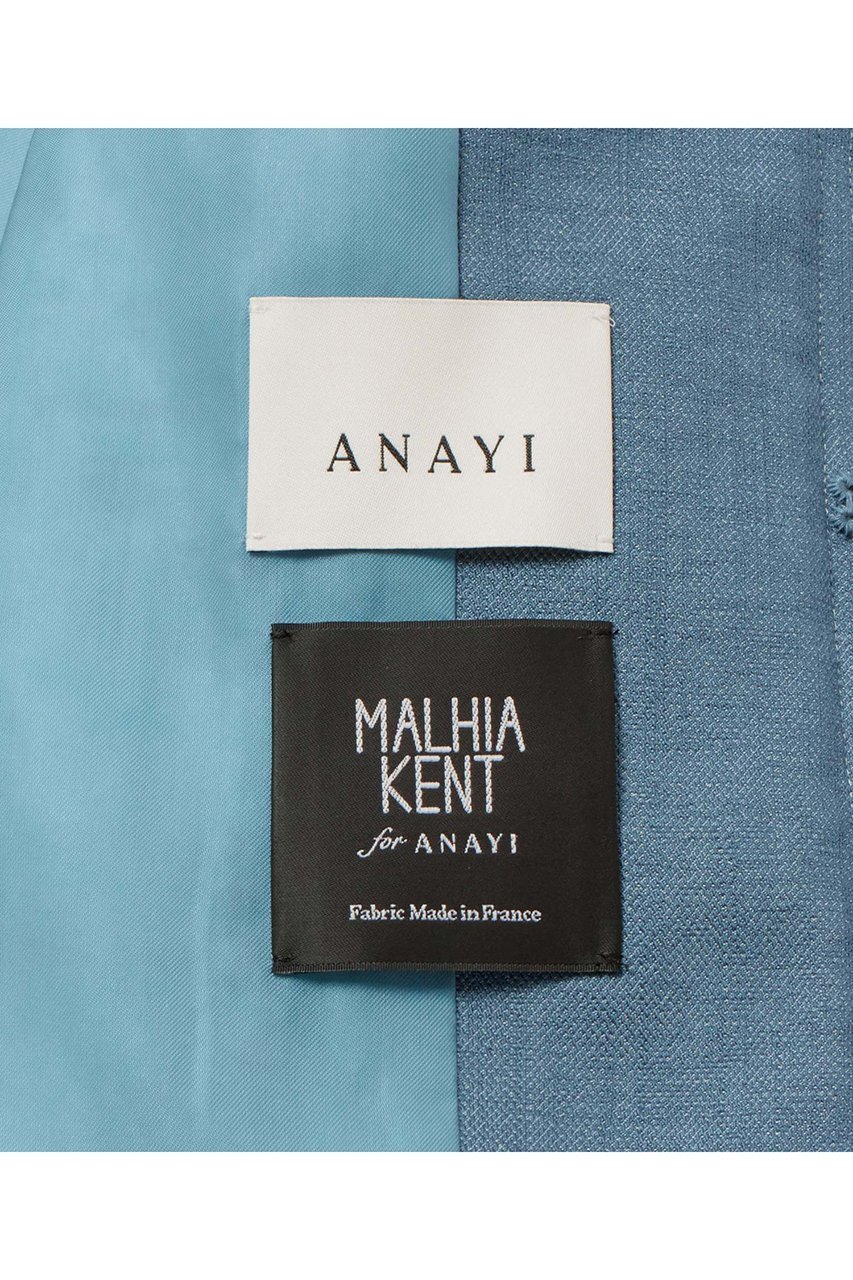 ANAYI
MALHIA
KENT
for ANAYI
Fabric Made in France